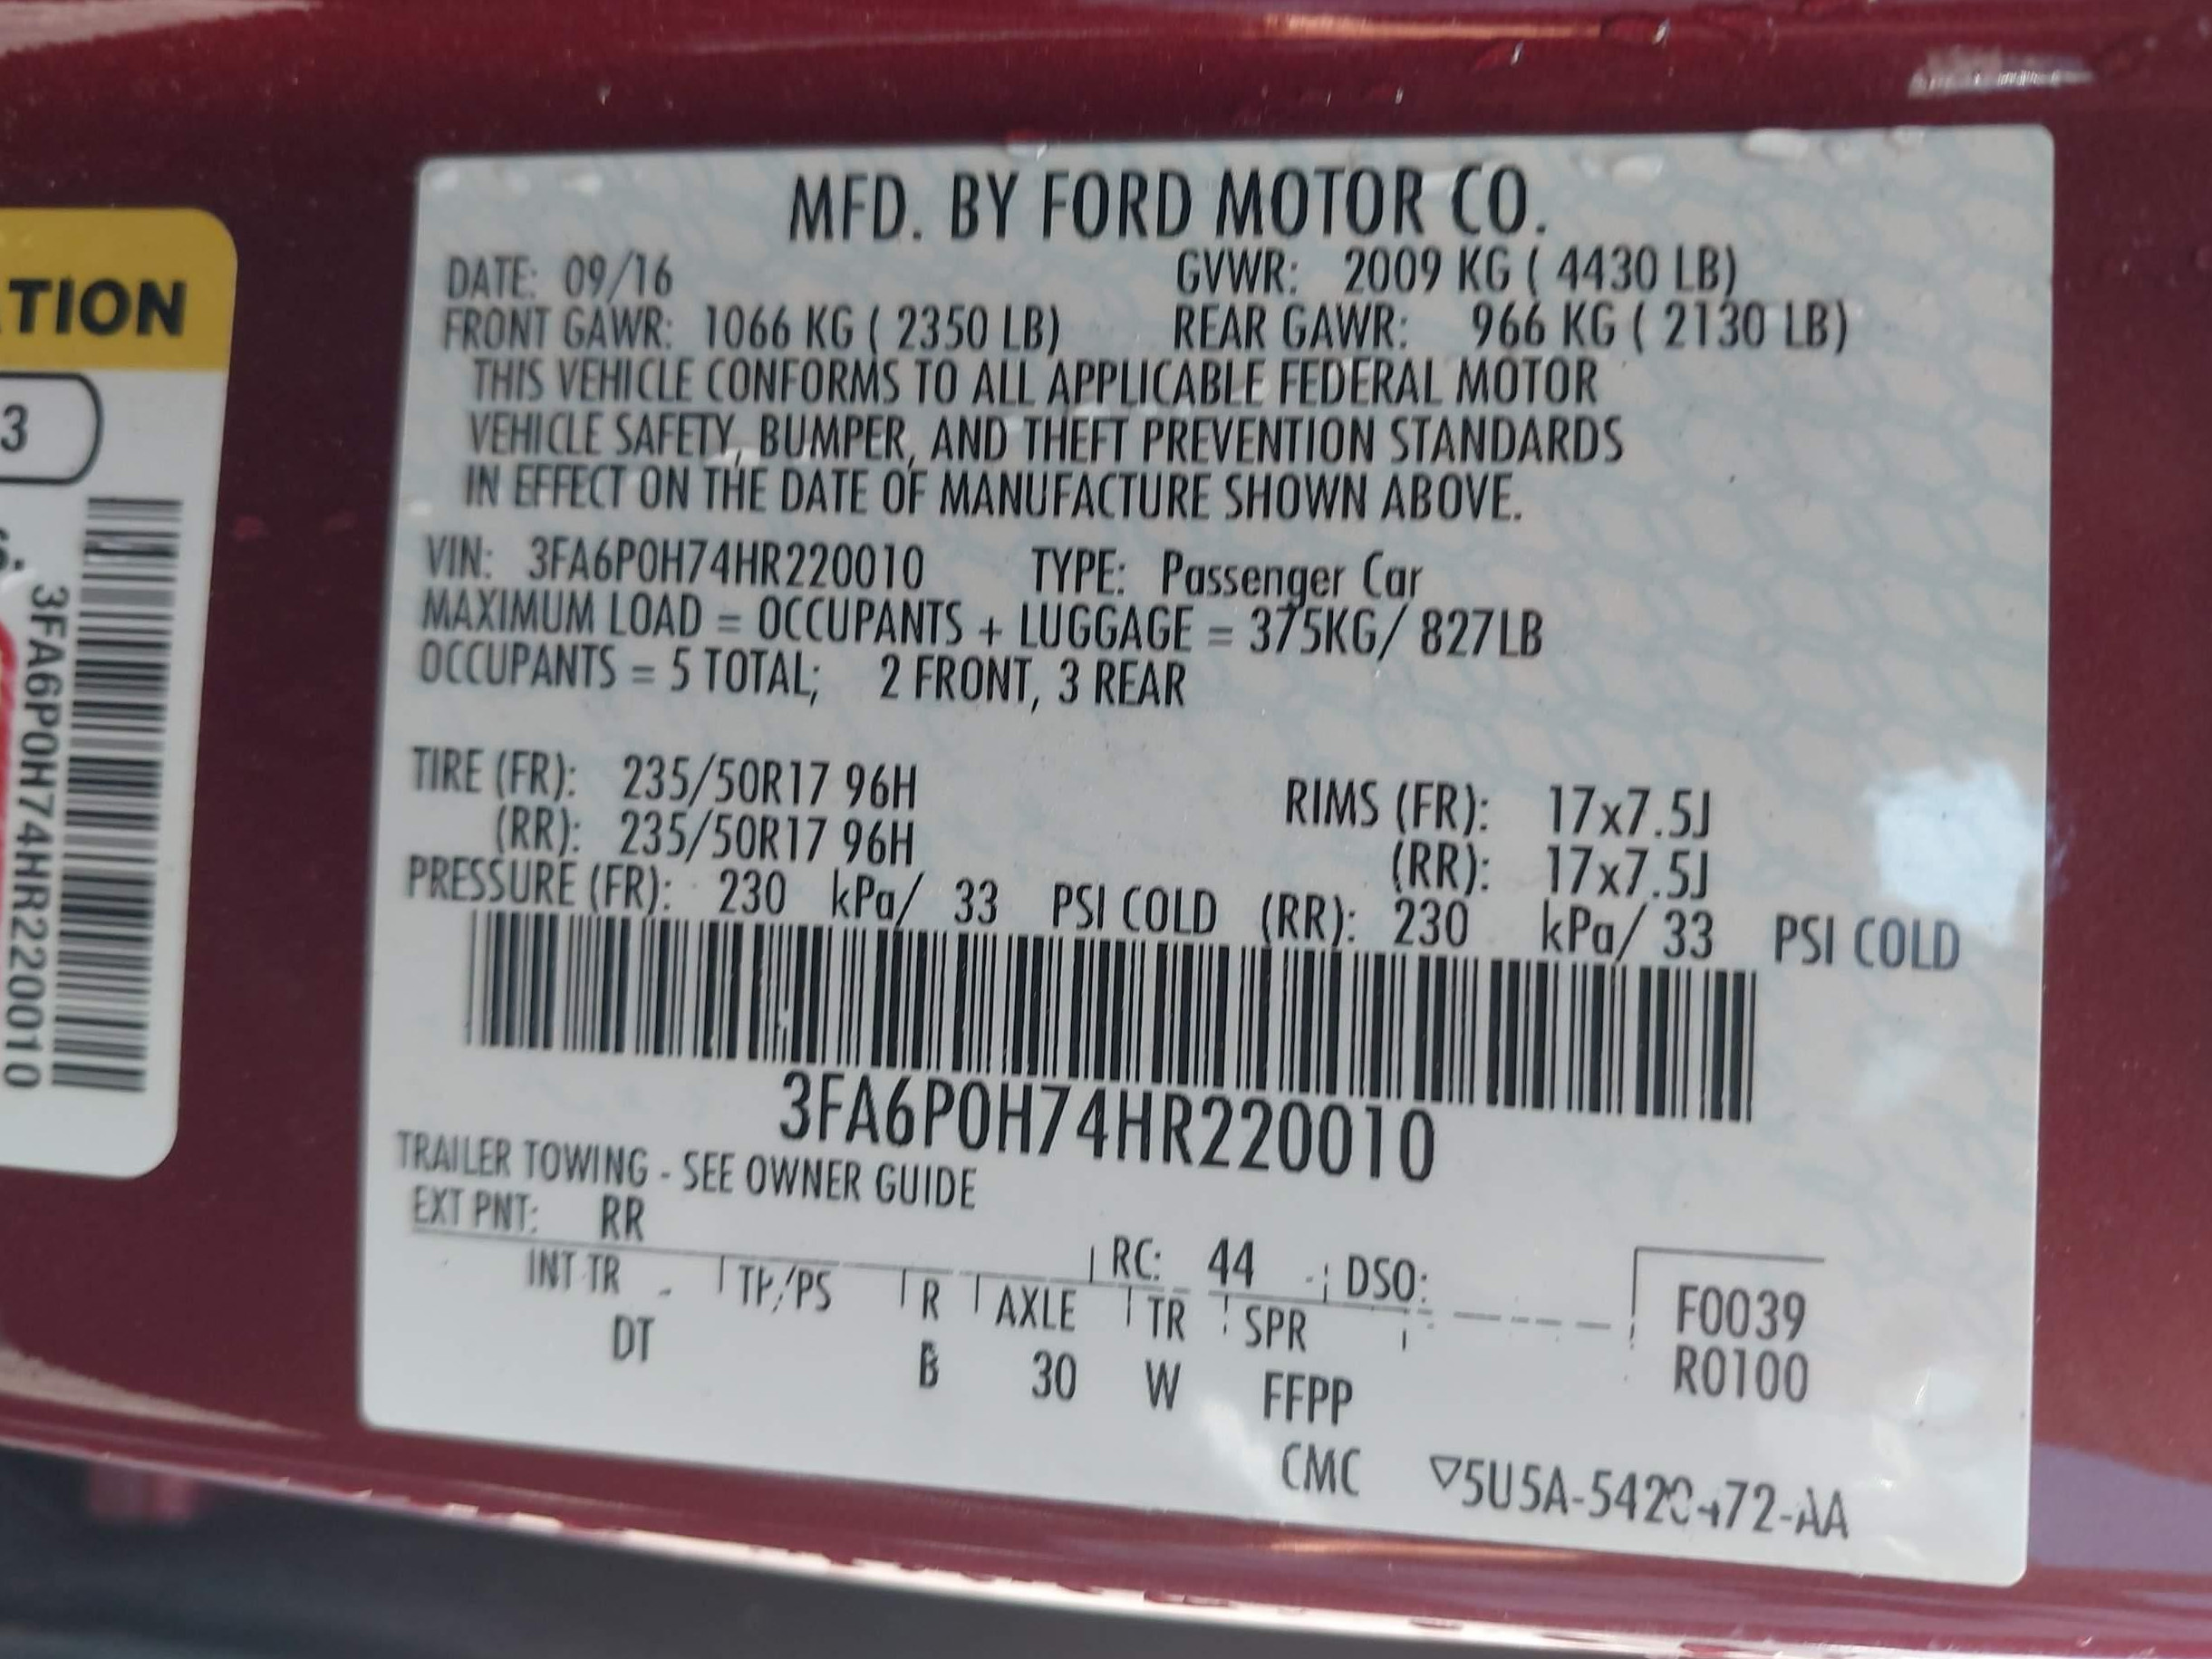 TION
3
3FA6P0H74HR220010
MFD. BY FORD MOTOR CO.
DATE: 09/16 GVWR: 2009 KG ( 4430 LB)
FRONT GAWR: 1066 KG ( 2350 LB) REAR GAWR: 966 KG ( 2130 LB)
THIS VEHICLE CONFORMS TO ALL APPLICABLE FEDERAL MOTOR
VEHICLE SAFETY, BUMPER, AND THEFT PREVENTION STANDARDS
IN EFFECT ON THE DATE OF MANUFACTURE SHOWN ABOVE.
VIN: 3FA6P0H74HR220010 TYPE: Passenger Car
MAXIMUM LOAD = OCCUPANTS + LUGGAGE = 375KG/ 827LB
OCCUPANTS = 5 TOTAL; 2 FRONT, 3 REAR
TIRE (FR): 235/50R17 96H RIMS (FR): 17x7.5J
(RR): 235/50R17 96H (RR): 17x7.5J
PRESSURE (FR): 230 kPa/ 33 PSI COLD (RR): 230 kPa/ 33 PSI COLD
3FA6P0H74HR220010
TRAILER TOWING - SEE OWNER GUIDE
EXT PNT: RR RC: 44 DSO:
INT TR TP/PS R AXLE TR SPR F0039
DT B 30 W FFPP R0100
CMC ▽5U5A-5420472-AA